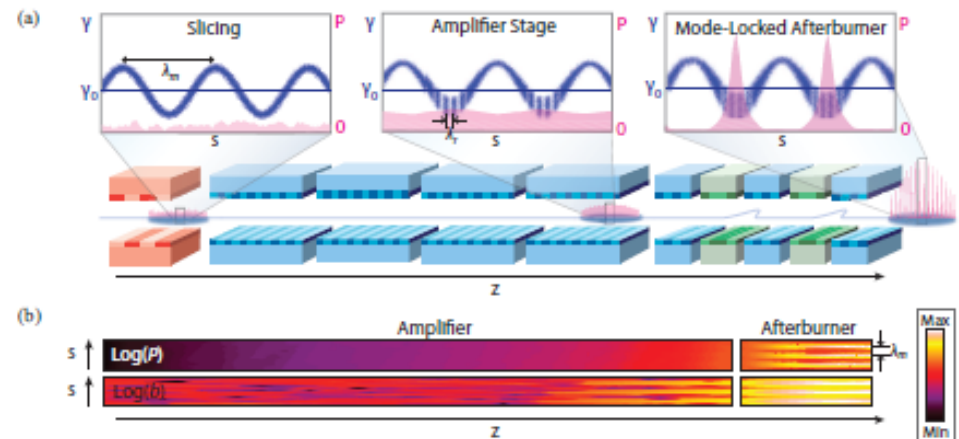 (a)
Slicing
Amplifier Stage
Mode-Locked Afterburner
γ P
γ P
γ P
λm
γ0
γ0
γ0
λr
0
0
0
s
s
s
z
(b)
Amplifier
Afterburner
Max
s
Log(P)
λm
s
Log(b)
z
Min